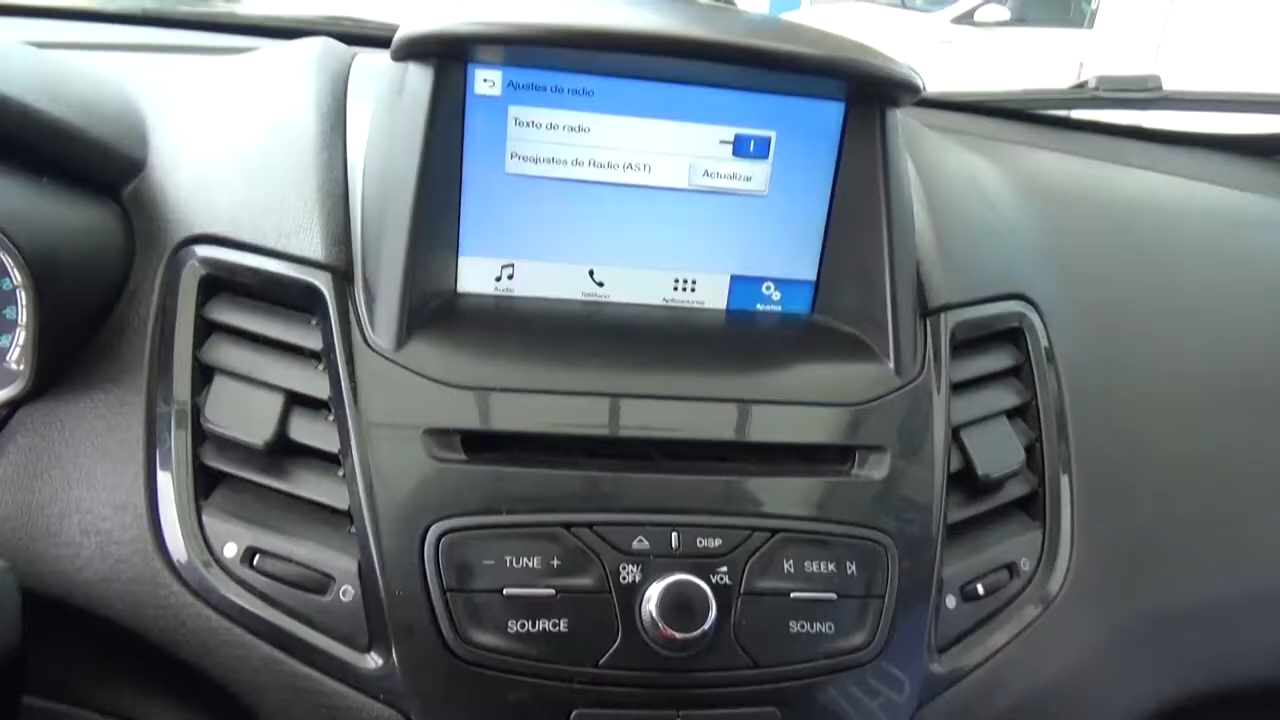 Ajustes de radio
Texto de radio
I
Preajustes de Radio (AST)
Actualizar
Audio
Teléfono
Aplicaciones
Ajustes
DISP
- TUNE +
ON/
OFF
VOL
SEEK
SOURCE
SOUND